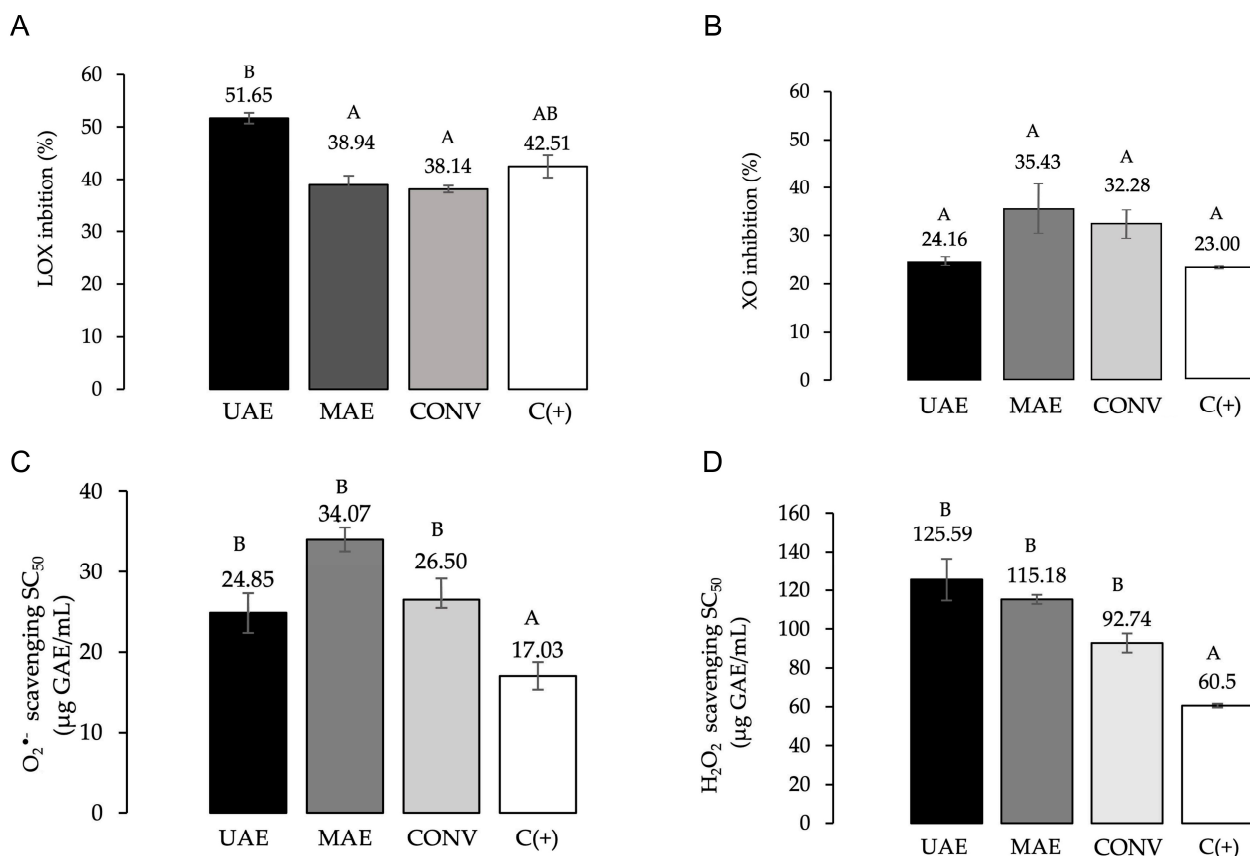 A
LOX inbition (%)
60
50
40
30
20
10
0
B
51.65
A
38.94
A
38.14
AB
42.51
UAE MAE CONV C(+)
B
XO inhibition (%)
60
50
40
30
20
10
0
A
24.16
A
35.43
A
32.28
A
23.00
UAE MAE CONV C(+)
C
O₂•⁻ scavenging SC₅₀
(µg GAE/mL)
40
30
20
10
0
B
24.85
B
34.07
B
26.50
A
17.03
UAE MAE CONV C(+)
D
H₂O₂ scavenging SC₅₀
(µg GAE/mL)
160
140
120
100
80
60
40
20
0
B
125.59
B
115.18
B
92.74
A
60.5
UAE MAE CONV C(+)